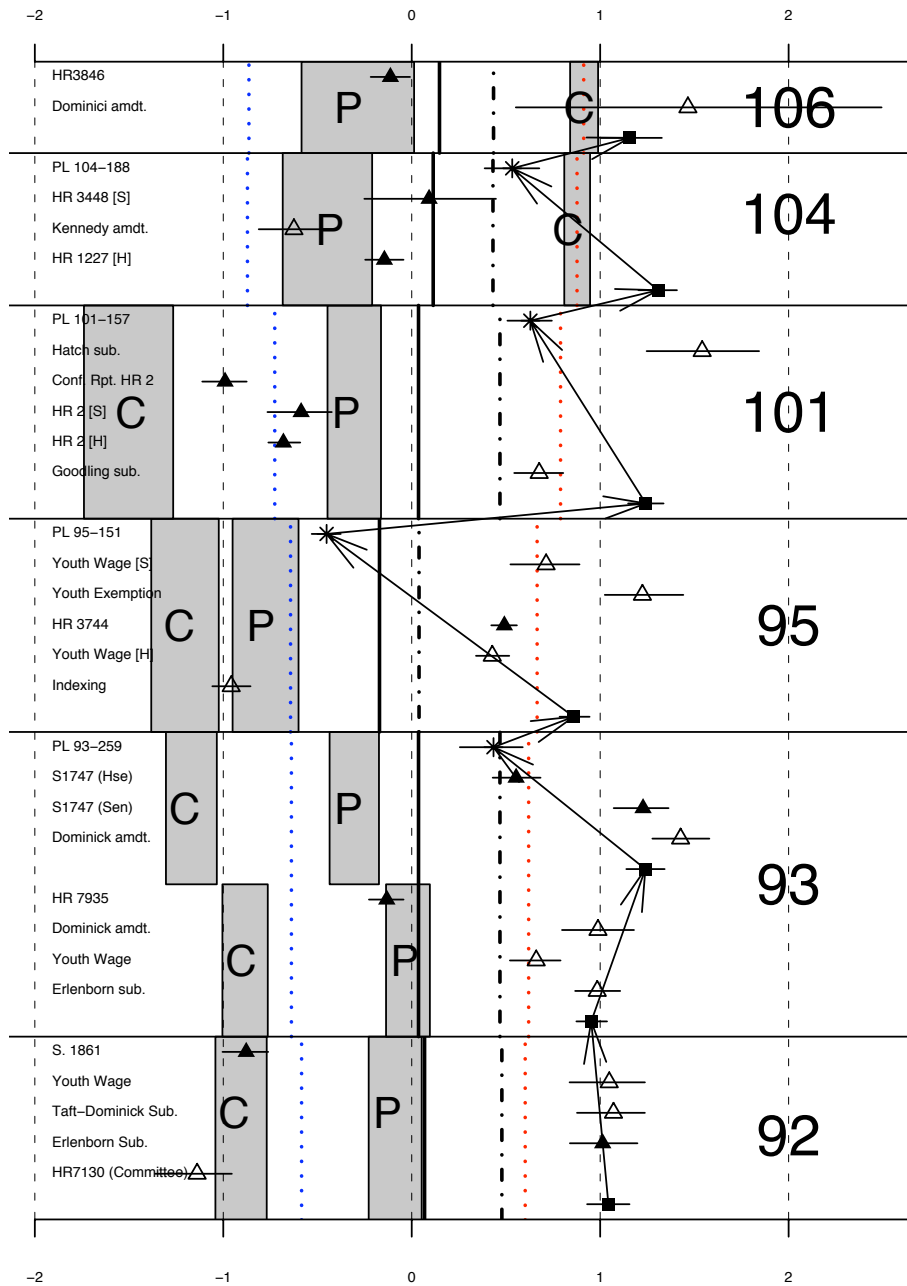 −2 −1 0 1 2
HR3846
Dominici amdt.
P C 106
PL 104−188
HR 3448 [S]
Kennedy amdt.
HR 1227 [H]
P C 104
PL 101−157
Hatch sub.
Conf. Rpt. HR 2
HR 2 [S]
HR 2 [H]
Goodling sub.
C P 101
PL 95−151
Youth Wage [S]
Youth Exemption
HR 3744
Youth Wage [H]
Indexing
C P 95
PL 93−259
S1747 (Hse)
S1747 (Sen)
Dominick amdt.
C P
93
HR 7935
Dominick amdt.
Youth Wage
Erlenborn sub.
C P
S. 1861
Youth Wage
Taft−Dominick Sub.
Erlenborn Sub.
HR7130 (Committee)
C P 92
−2 −1 0 1 2